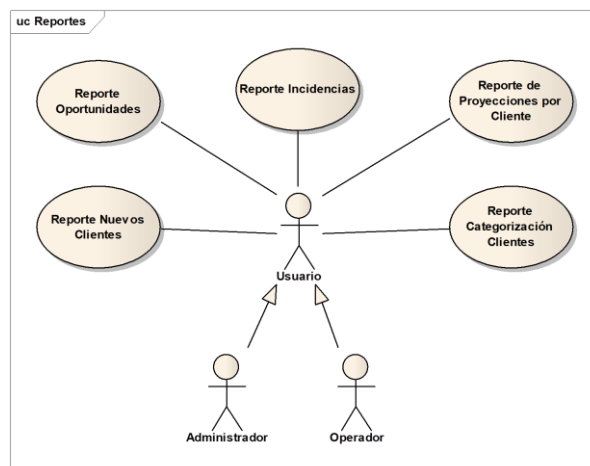 uc Reportes
Reporte
Oportunidades
Reporte Incidencias
Reporte de
Proyecciones por
Cliente
Reporte Nuevos
Clientes
Reporte
Categorización
Clientes
Usuario
Administrador
Operador